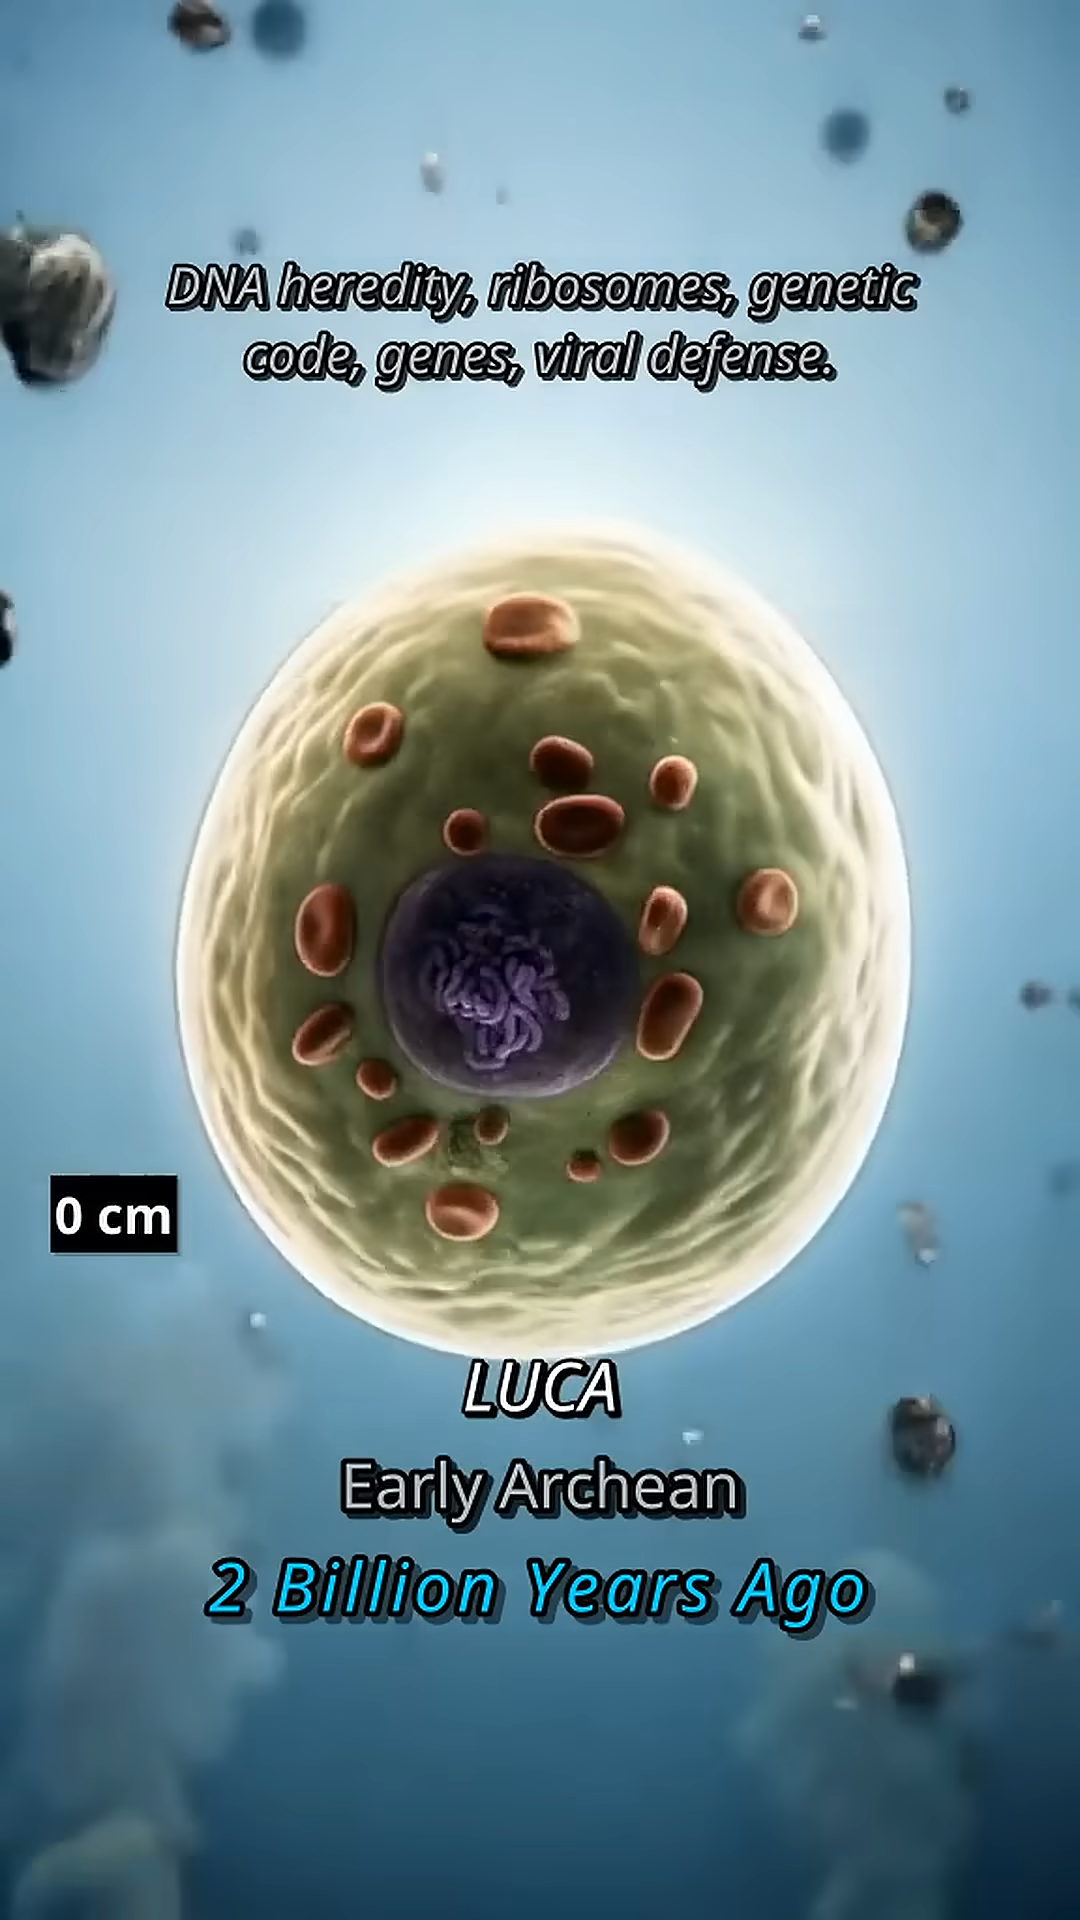 DNA heredity, ribosomes, genetic
code, genes, viral defense.
0 cm
LUCA
Early Archean
2 Billion Years Ago